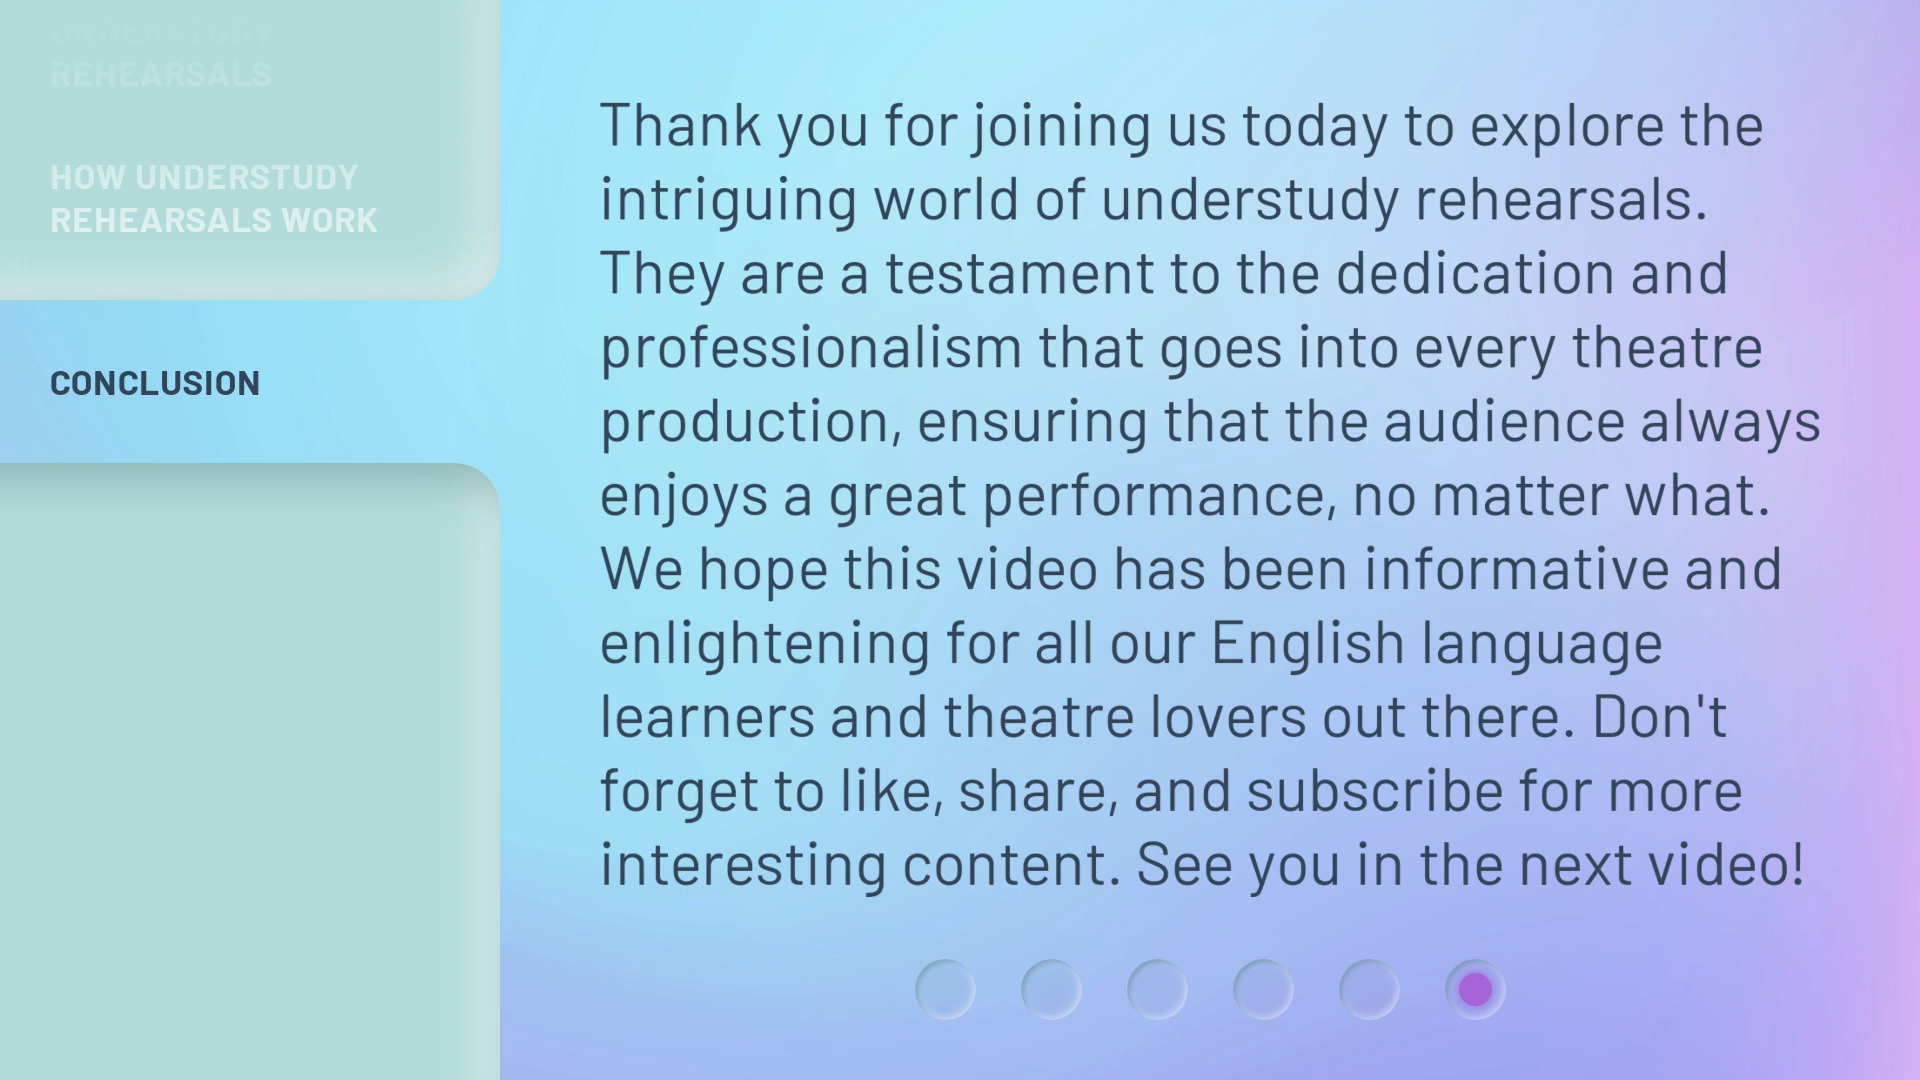 UNDERSTUDY
REHEARSALS
HOW UNDERSTUDY
REHEARSALS WORK
CONCLUSION
Thank you for joining us today to explore the
intriguing world of understudy rehearsals.
They are a testament to the dedication and
professionalism that goes into every theatre
production, ensuring that the audience always
enjoys a great performance, no matter what.
We hope this video has been informative and
enlightening for all our English language
learners and theatre lovers out there. Don't
forget to like, share, and subscribe for more
interesting content. See you in the next video!